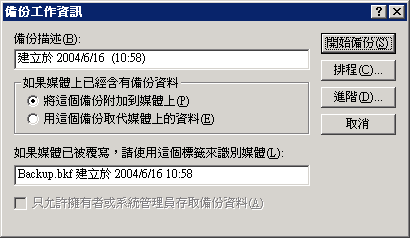 備份工作資訊
備份描述(B):
建立於 2004/6/16  (10:58)
如果媒體上已經含有備份資料
將這個備份附加到媒體上(P)
用這個備份取代媒體上的資料(E)
如果媒體已被覆寫，請使用這個標籤來識別媒體(L):
Backup.bkf 建立於 2004/6/16 10:58
只允許擁有者或系統管理員存取備份資料(A)
開始備份(S)
排程(C)...
進階(D)...
取消